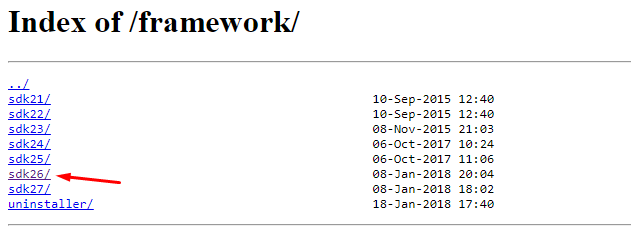 Index of /framework/
../
sdk21/ 10-Sep-2015 12:40
sdk22/ 10-Sep-2015 12:40
sdk23/ 08-Nov-2015 21:03
sdk24/ 06-Oct-2017 10:24
sdk25/ 06-Oct-2017 11:06
sdk26/ 08-Jan-2018 20:04
sdk27/ 08-Jan-2018 18:02
uninstaller/ 18-Jan-2018 17:40